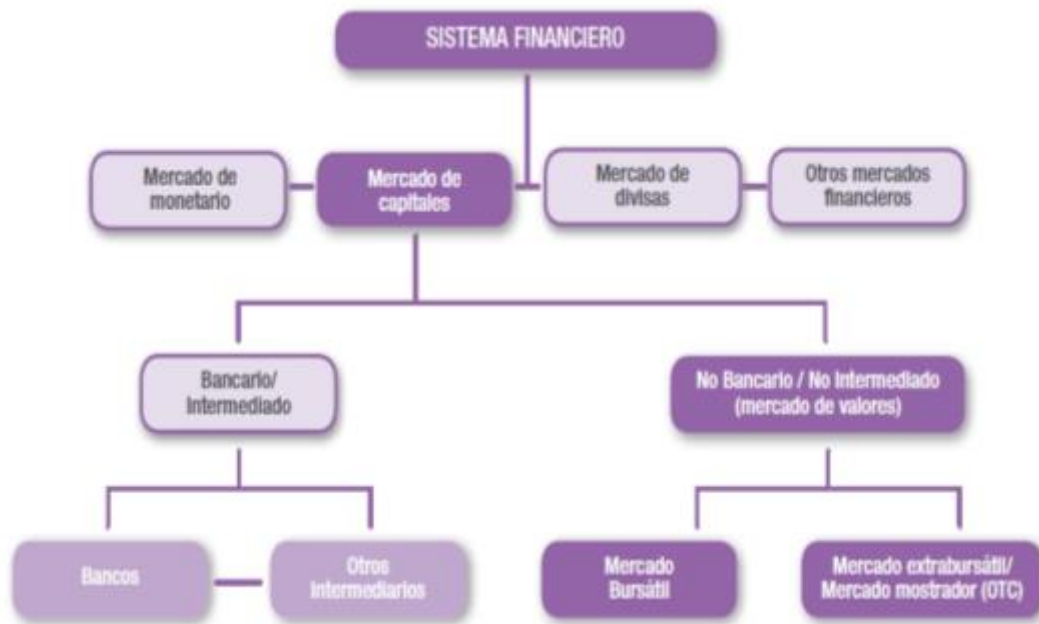 SISTEMA FINANCIERO
Mercado de
monetario
Mercado de
capitales
Mercado de
divisas
Otros mercados
financieros
Bancario/
Intermediado
No Bancario / No Intermediado
(mercado de valores)
Bancos
Otros
Intermediarios
Mercado
Bursátil
Mercado extrabursátil/
Mercado mostrador (OTC)